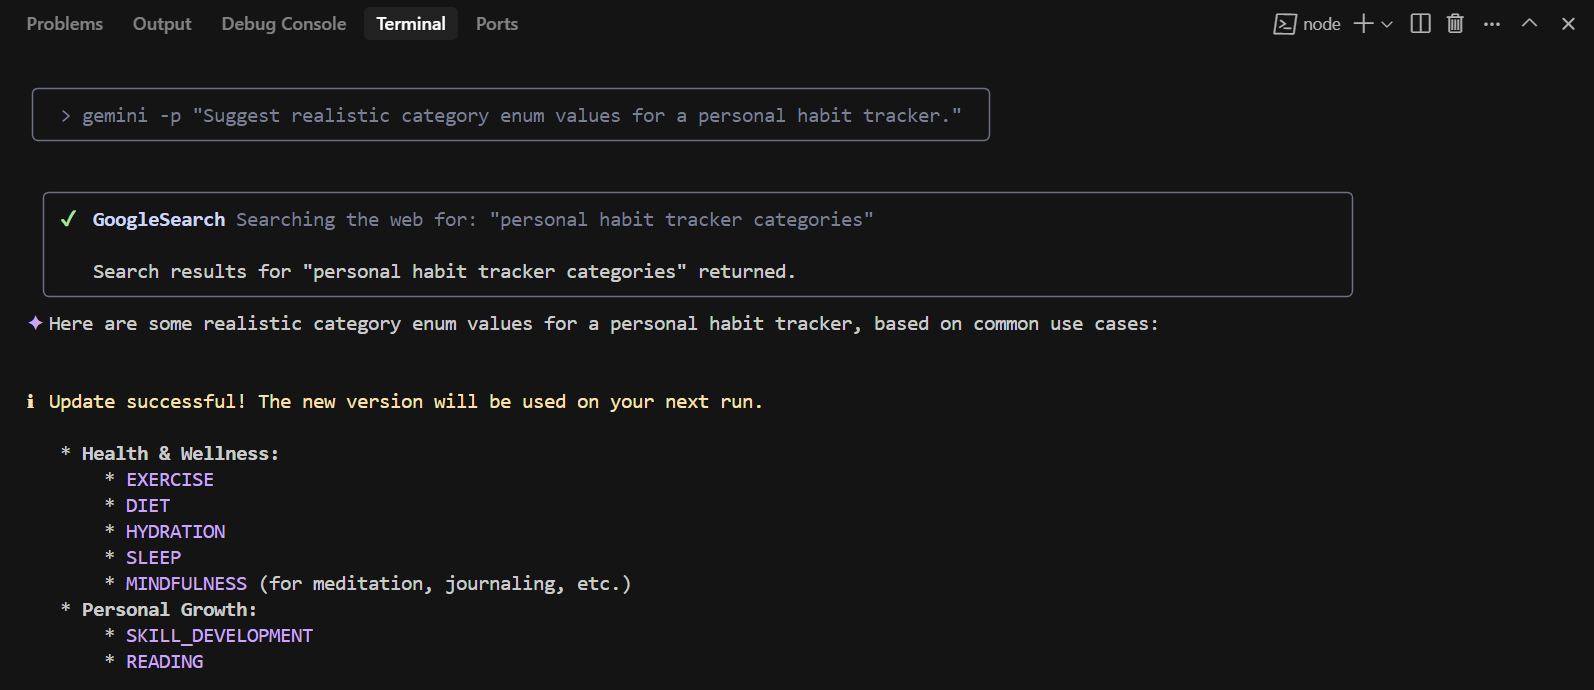 Problems Output Debug Console Terminal Ports node
> gemini -p "Suggest realistic category enum values for a personal habit tracker."
✓ GoogleSearch Searching the web for: "personal habit tracker categories"
Search results for "personal habit tracker categories" returned.
✦ Here are some realistic category enum values for a personal habit tracker, based on common use cases:
ℹ Update successful! The new version will be used on your next run.
* Health & Wellness:
* EXERCISE
* DIET
* HYDRATION
* SLEEP
* MINDFULNESS (for meditation, journaling, etc.)
* Personal Growth:
* SKILL_DEVELOPMENT
* READING